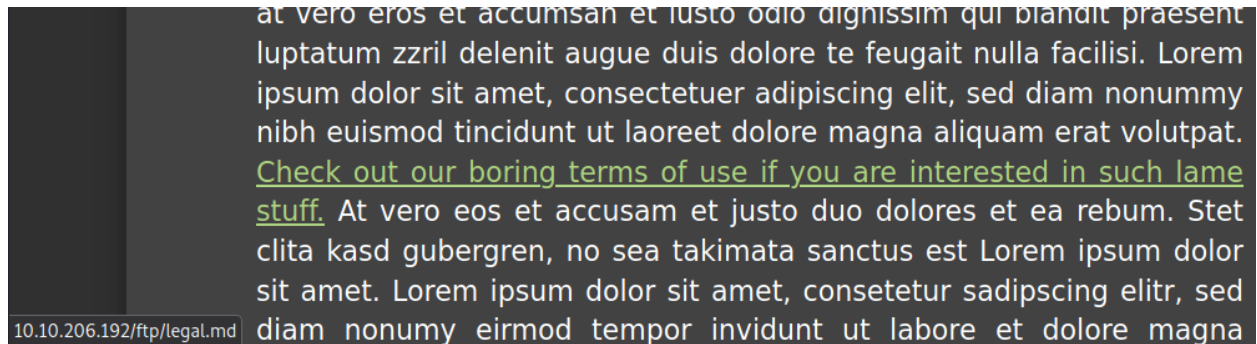 at vero eros et accumsan et iusto odio dignissim qui blandit praesent
luptatum zzril delenit augue duis dolore te feugait nulla facilisi. Lorem
ipsum dolor sit amet, consectetuer adipiscing elit, sed diam nonummy
nibh euismod tincidunt ut laoreet dolore magna aliquam erat volutpat.
Check out our boring terms of use if you are interested in such lame
stuff. At vero eos et accusam et justo duo dolores et ea rebum. Stet
clita kasd gubergren, no sea takimata sanctus est Lorem ipsum dolor
sit amet. Lorem ipsum dolor sit amet, consetetur sadipscing elitr, sed
diam nonumy eirmod tempor invidunt ut labore et dolore magna
10.10.206.192/ftp/legal.md